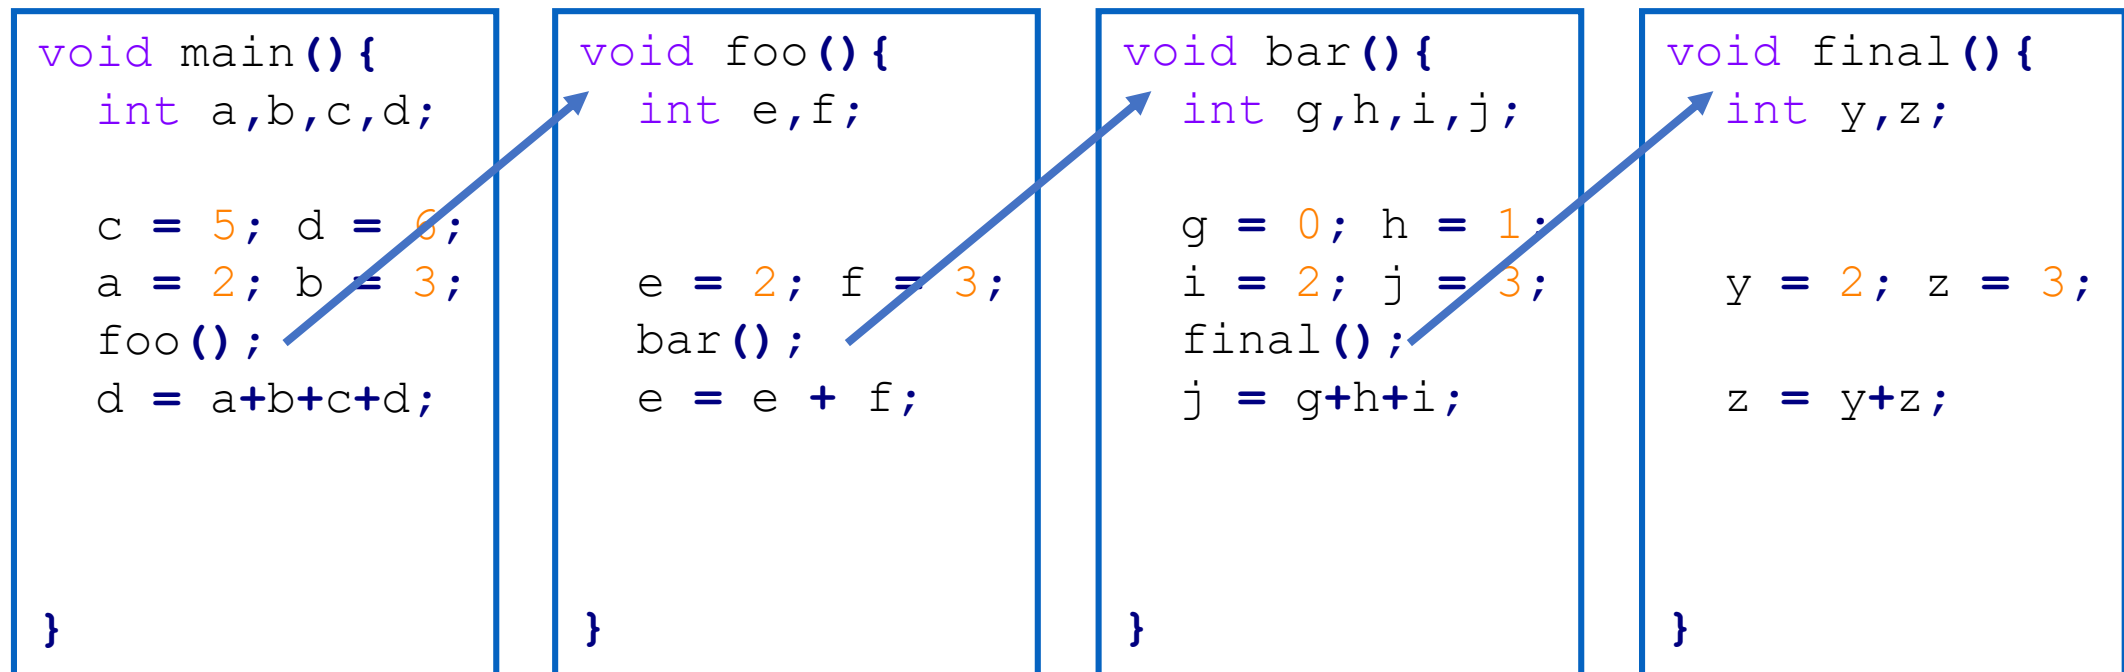 void main(){
int a,b,c,d;
c = 5; d = 6;
a = 2; b = 3;
foo();
d = a+b+c+d;
}
void foo(){
int e,f;
e = 2; f = 3;
bar();
e = e + f;
}
void bar(){
int g,h,i,j;
g = 0; h = 1;
i = 2; j = 3;
final();
j = g+h+i;
}
void final(){
int y,z;
y = 2; z = 3;
z = y+z;
}